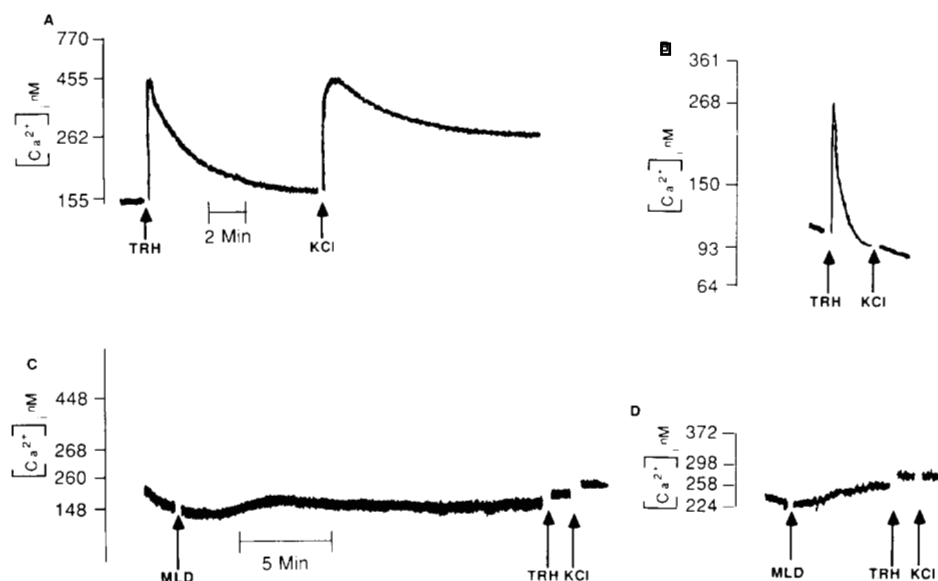 A
770
455
262
155
[Ca²⁺]i nM
TRH
2 Min
KCl
B
361
268
150
93
64
[Ca²⁺]i nM
TRH KCl
C
448
268
260
148
[Ca²⁺]i nM
5 Min
MLD
TRH KCl
D
372
298
258
224
[Ca²⁺]i nM
MLD
TRH KCl